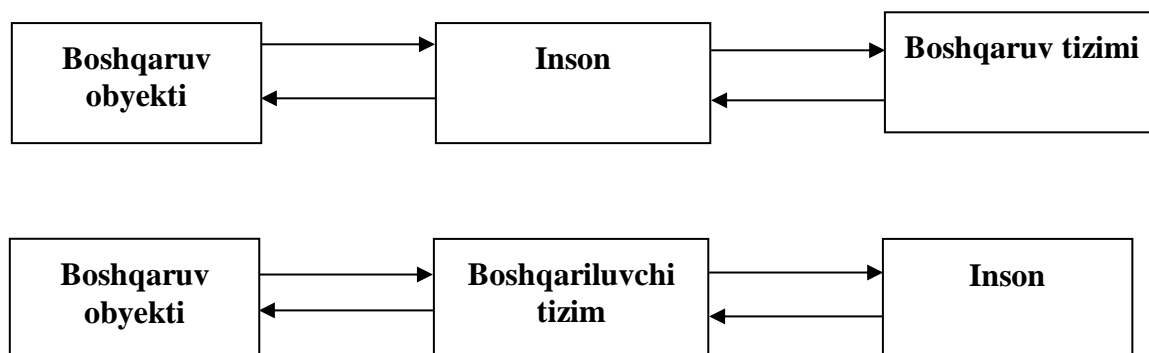 Boshqaruv
obyekti
Inson
Boshqaruv tizimi
Boshqaruv
obyekti
Boshqariluvchi
tizim
Inson